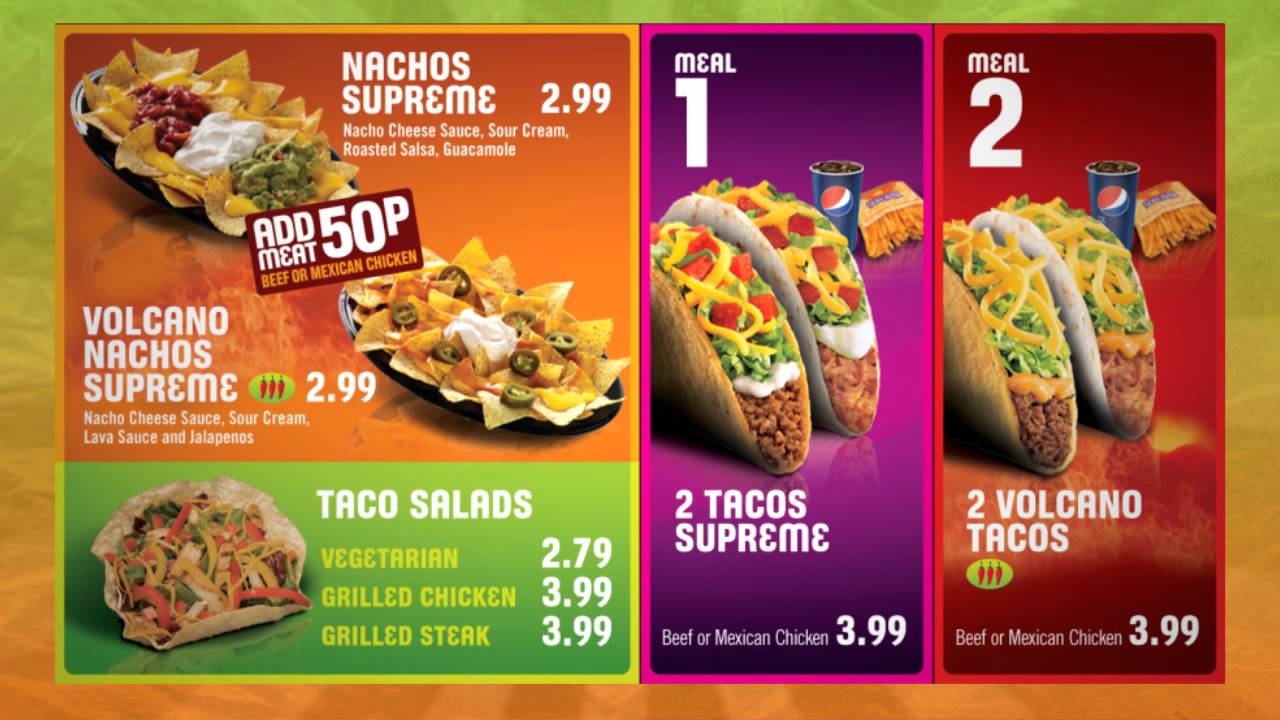 NACHOS
SUPREME 2.99
Nacho Cheese Sauce, Sour Cream,
Roasted Salsa, Guacamole
ADD
MEAT 50P
BEEF OR MEXICAN CHICKEN
VOLCANO
NACHOS
SUPREME 2.99
Nacho Cheese Sauce, Sour Cream,
Lava Sauce and Jalapenos
TACO SALADS
VEGETARIAN 2.79
GRILLED CHICKEN 3.99
GRILLED STEAK 3.99
MEAL
1
2 TACOS
SUPREME
Beef or Mexican Chicken 3.99
MEAL
2
2 VOLCANO
TACOS
Beef or Mexican Chicken 3.99